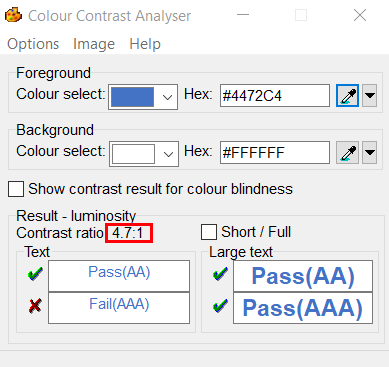 Colour Contrast Analyser
Options Image Help
Foreground
Colour select: Hex: #4472C4
Background
Colour select: Hex: #FFFFFF
Show contrast result for colour blindness
Result - luminosity
Contrast ratio: 4.7:1 Short / Full
Text
Pass(AA)
Fail(AAA)
Large text
Pass(AA)
Pass(AAA)